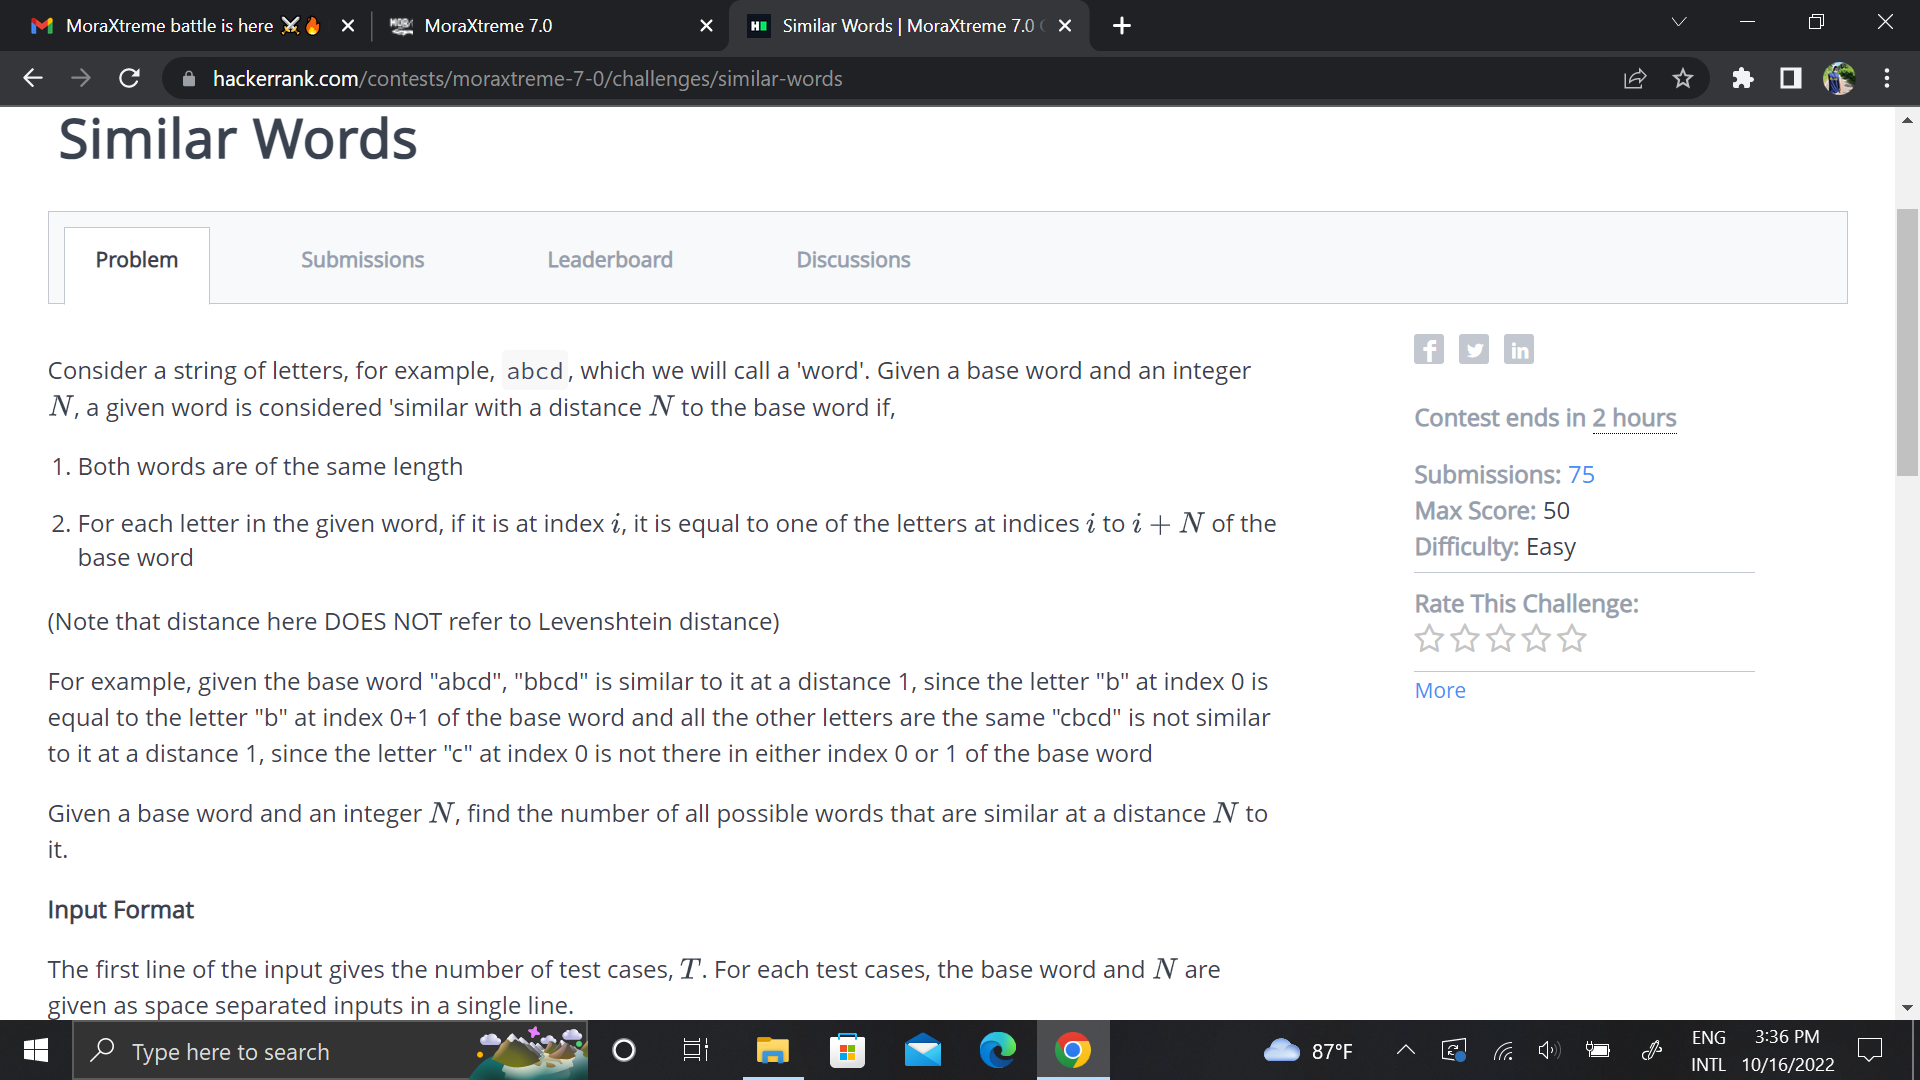 MoraXtreme battle is here ⚔️🔥
MoraXtreme 7.0
Similar Words | MoraXtreme 7.0
hackerrank.com/contests/moraxtreme-7-0/challenges/similar-words
Similar Words
Problem
Submissions
Leaderboard
Discussions
Consider a string of letters, for example, abcd, which we will call a 'word'. Given a base word and an integer
N, a given word is considered 'similar with a distance N to the base word if,
1. Both words are of the same length
2. For each letter in the given word, if it is at index i, it is equal to one of the letters at indices i to i + N of the
base word
(Note that distance here DOES NOT refer to Levenshtein distance)
For example, given the base word "abcd", "bbcd" is similar to it at a distance 1, since the letter "b" at index 0 is
equal to the letter "b" at index 0+1 of the base word and all the other letters are the same "cbcd" is not similar
to it at a distance 1, since the letter "c" at index 0 is not there in either index 0 or 1 of the base word
Given a base word and an integer N, find the number of all possible words that are similar at a distance N to
it.
Input Format
The first line of the input gives the number of test cases, T. For each test cases, the base word and N are
given as space separated inputs in a single line.
Contest ends in 2 hours
Submissions: 75
Max Score: 50
Difficulty: Easy
Rate This Challenge:
More
Type here to search
87°F
ENG
INTL
3:36 PM
10/16/2022